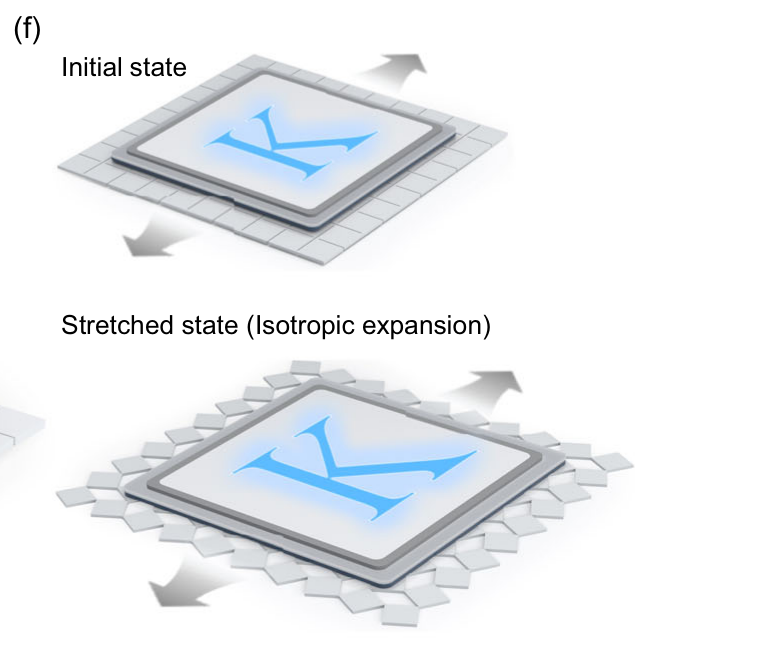 (f)
Initial state
K
Stretched state (Isotropic expansion)
K